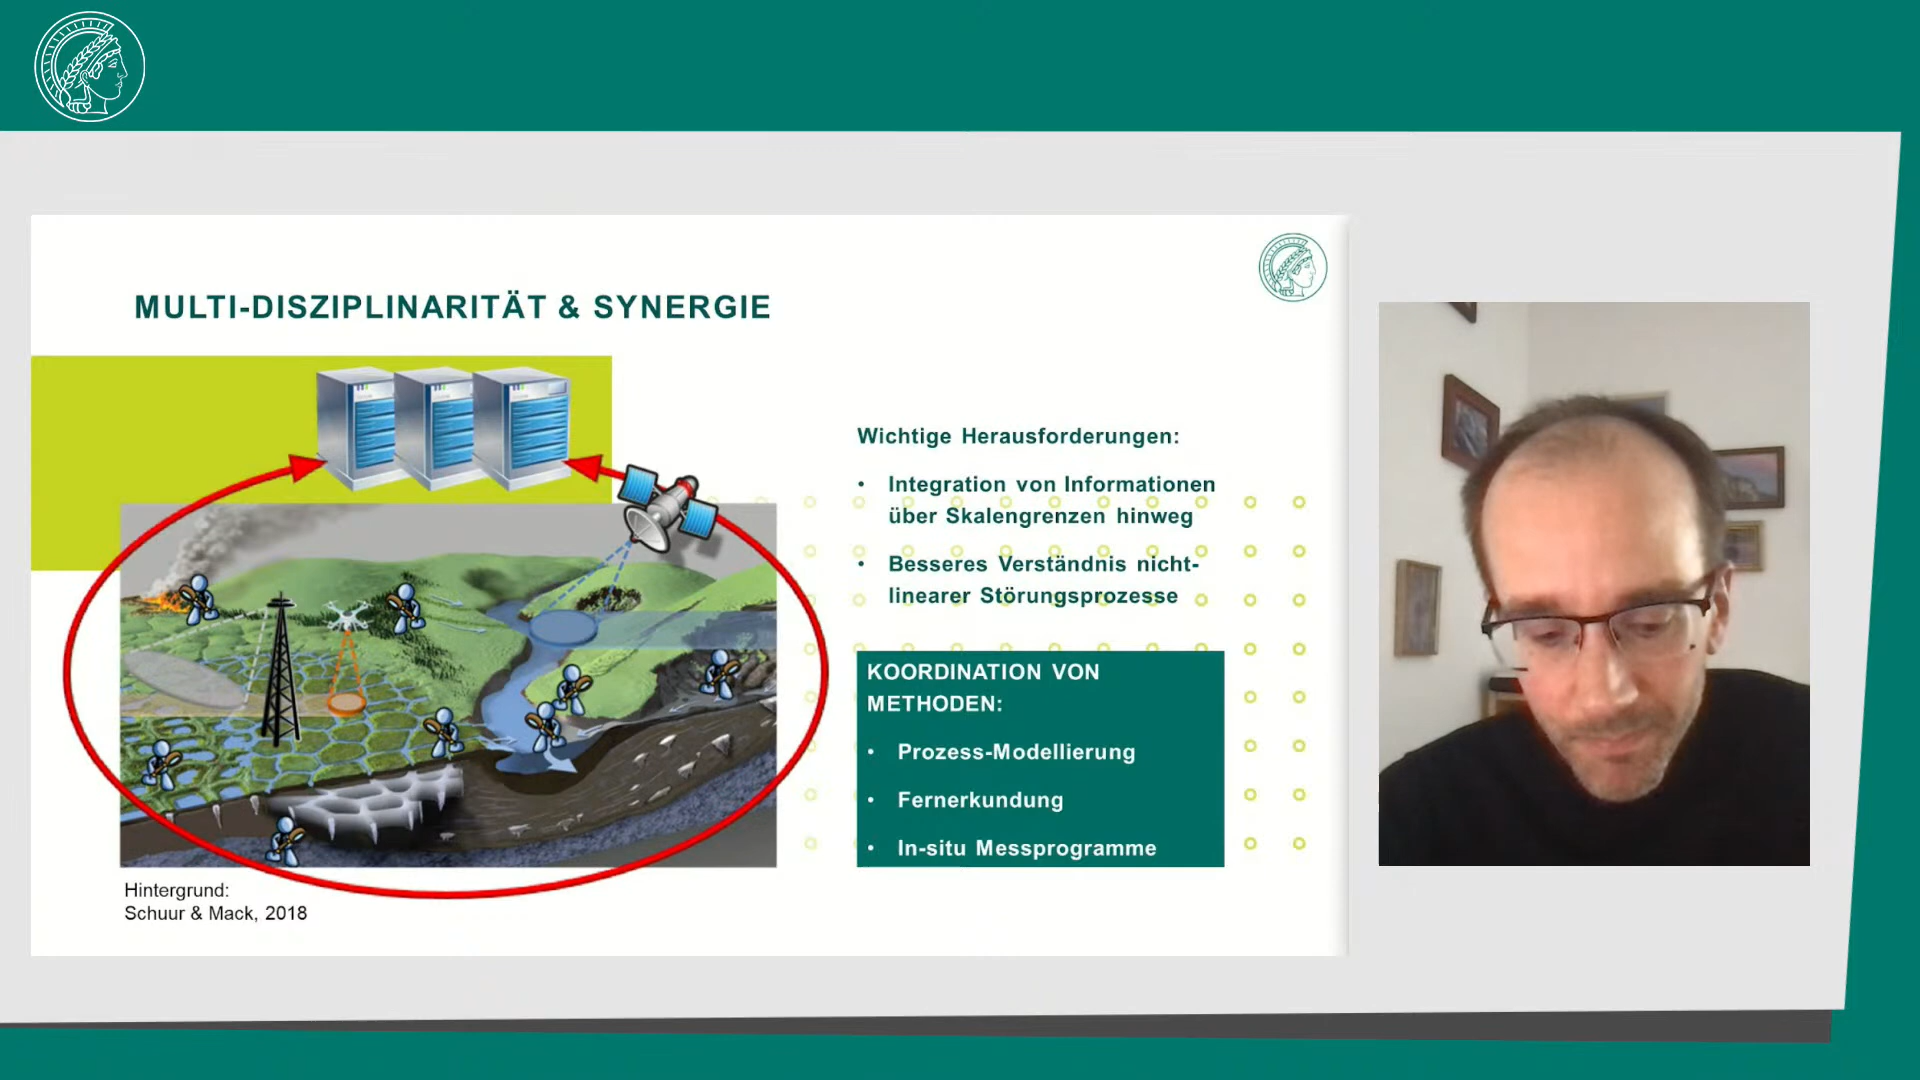 MULTI-DISZIPLINARITÄT & SYNERGIE
Wichtige Herausforderungen:
• Integration von Informationen
über Skalengrenzen hinweg
• Besseres Verständnis nicht-
linearer Störungsprozesse
KOORDINATION VON
METHODEN:
• Prozess-Modellierung
• Fernerkundung
• In-situ Messprogramme
Hintergrund:
Schuur & Mack, 2018